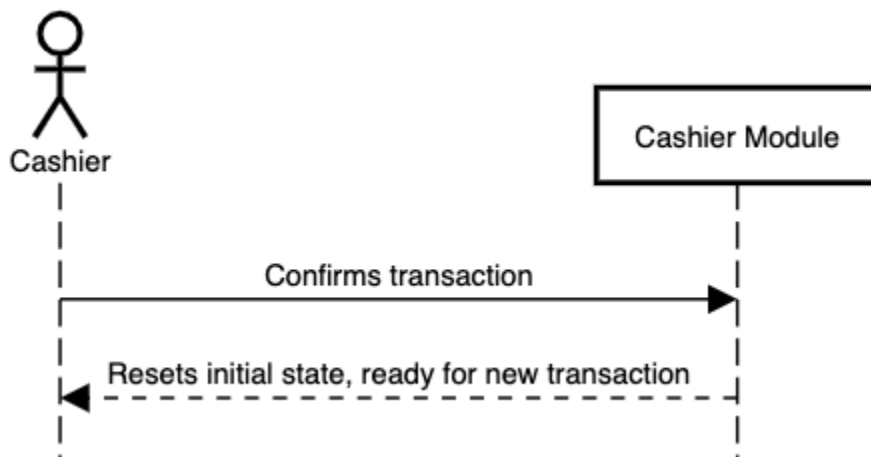 Cashier
Cashier Module
Confirms transaction
Resets initial state, ready for new transaction